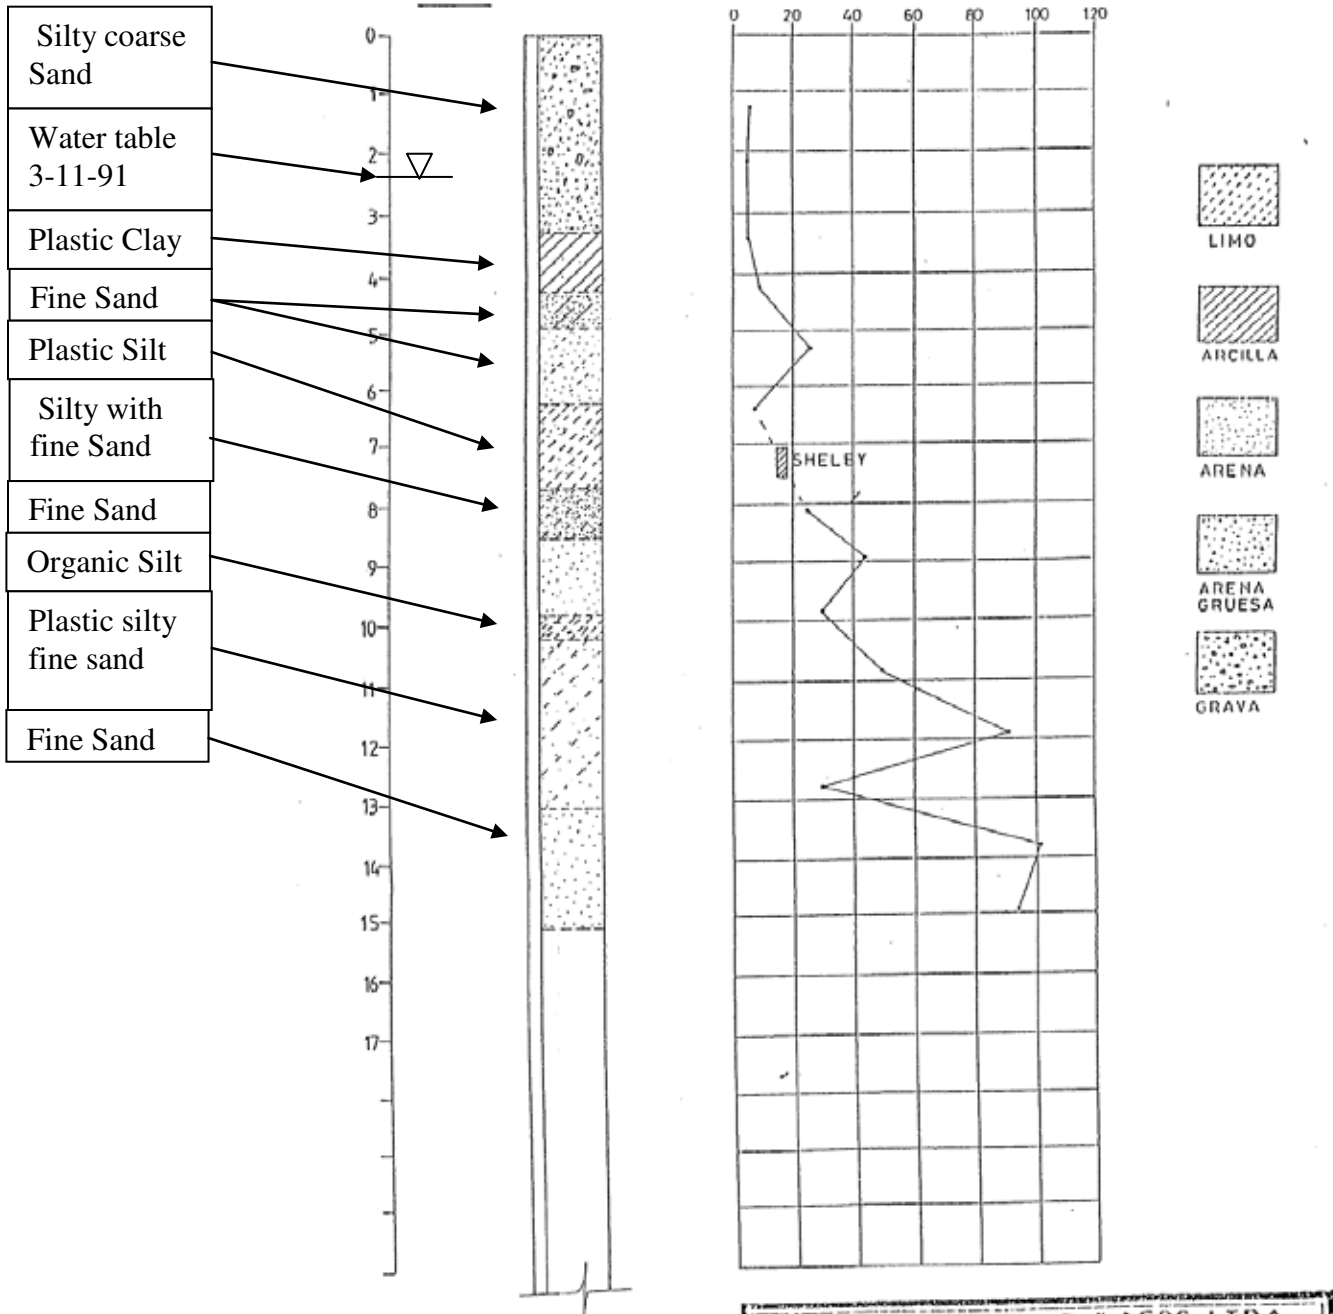 Silty coarse
Sand
Water table
3-11-91
Plastic Clay
Fine Sand
Plastic Silt
Silty with
fine Sand
Fine Sand
Organic Silt
Plastic silty
fine sand
Fine Sand
0
1
2
3
4
5
6
7
8
9
10
11
12
13
14
15
16
17
0 20 40 60 80 100 120
SHELBY
LIMO
ARCILLA
ARENA
ARENA
GRUESA
GRAVA
LTDA